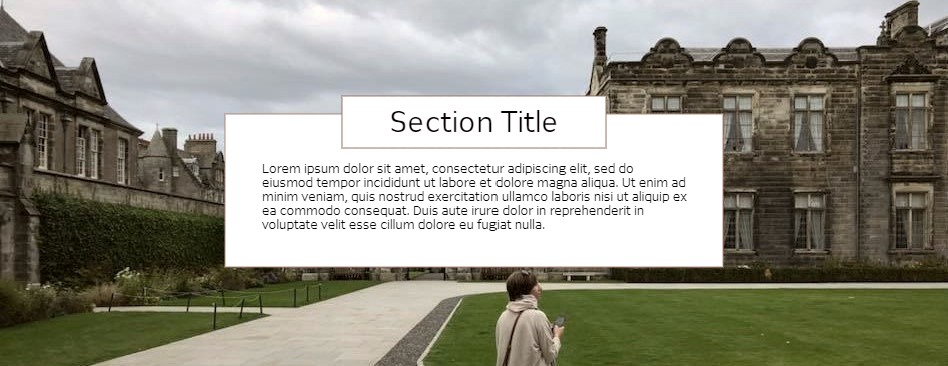 Section Title
Lorem ipsum dolor sit amet, consectetur adipiscing elit, sed do
eiusmod tempor incididunt ut labore et dolore magna aliqua. Ut enim ad
minim veniam, quis nostrud exercitation ullamco laboris nisi ut aliquip ex
ea commodo consequat. Duis aute irure dolor in reprehenderit in
voluptate velit esse cillum dolore eu fugiat nulla.